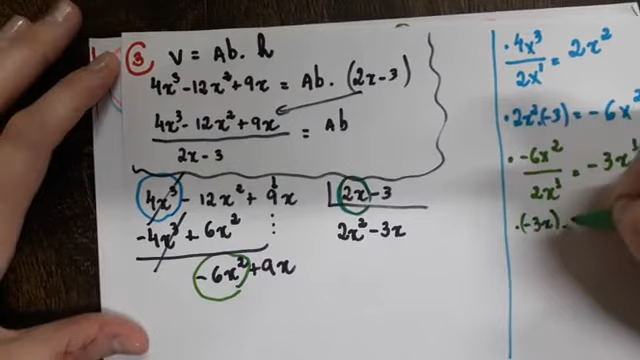 3 V = Ab. h
4x³-12x²+9x = Ab. (2x-3)
4x³-12x²+9x = Ab
2x-3
4x³ - 12x² + 9x 2x-3
-4x³ + 6x² 2x²-3x
-6x²+9x
· 4x³ = 2x²
2x¹
· 2x².(-3) = -6x²
· -6x² = -3x¹
2x¹
· (-3x).